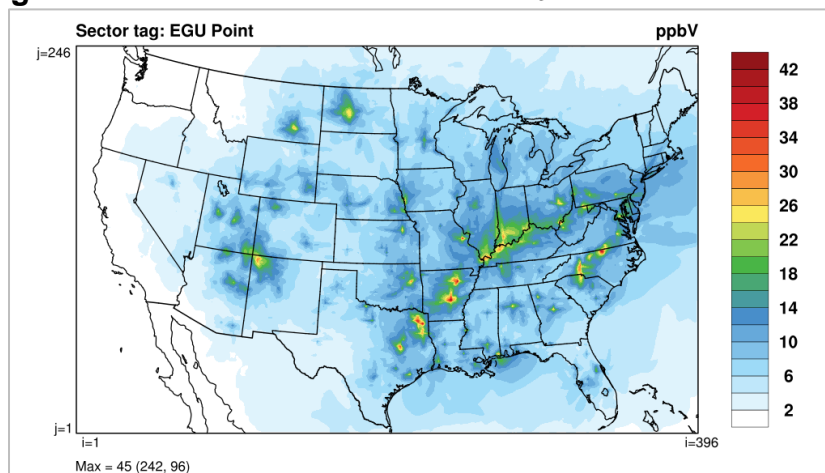 Sector tag: EGU Point
ppbV
j=246
42
38
34
30
26
22
18
14
10
6
2
j=1
i=1
i=396
Max = 45 (242, 96)